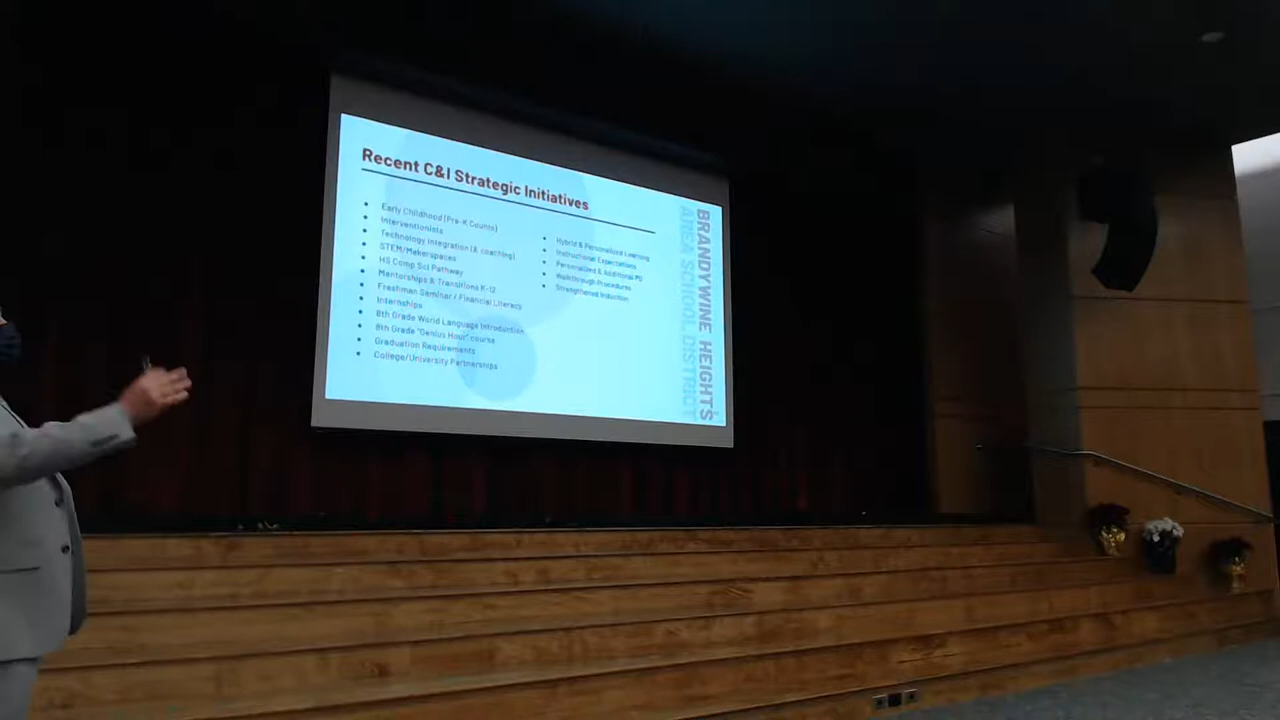 Recent C&I Strategic Initiatives
Early Childhood (Pre-K Counts)
Interventionists
Technology Integration (& coaching)
STEM/Makerspaces
HS Comp Sci Pathway
Mentorships & Transitions K-12
Freshman Seminar / Financial Literacy
Internships
8th Grade World Language Introduction
8th Grade "Genius Hour" course
Graduation Requirements
College/University Partnerships
Hybrid & Personalized Learning
Instructional Expectations
Personalized & Additional PD
Walkthrough Procedures
Strengthened Induction
BRANDYWINE HEIGHTS
AREA SCHOOL DISTRICT